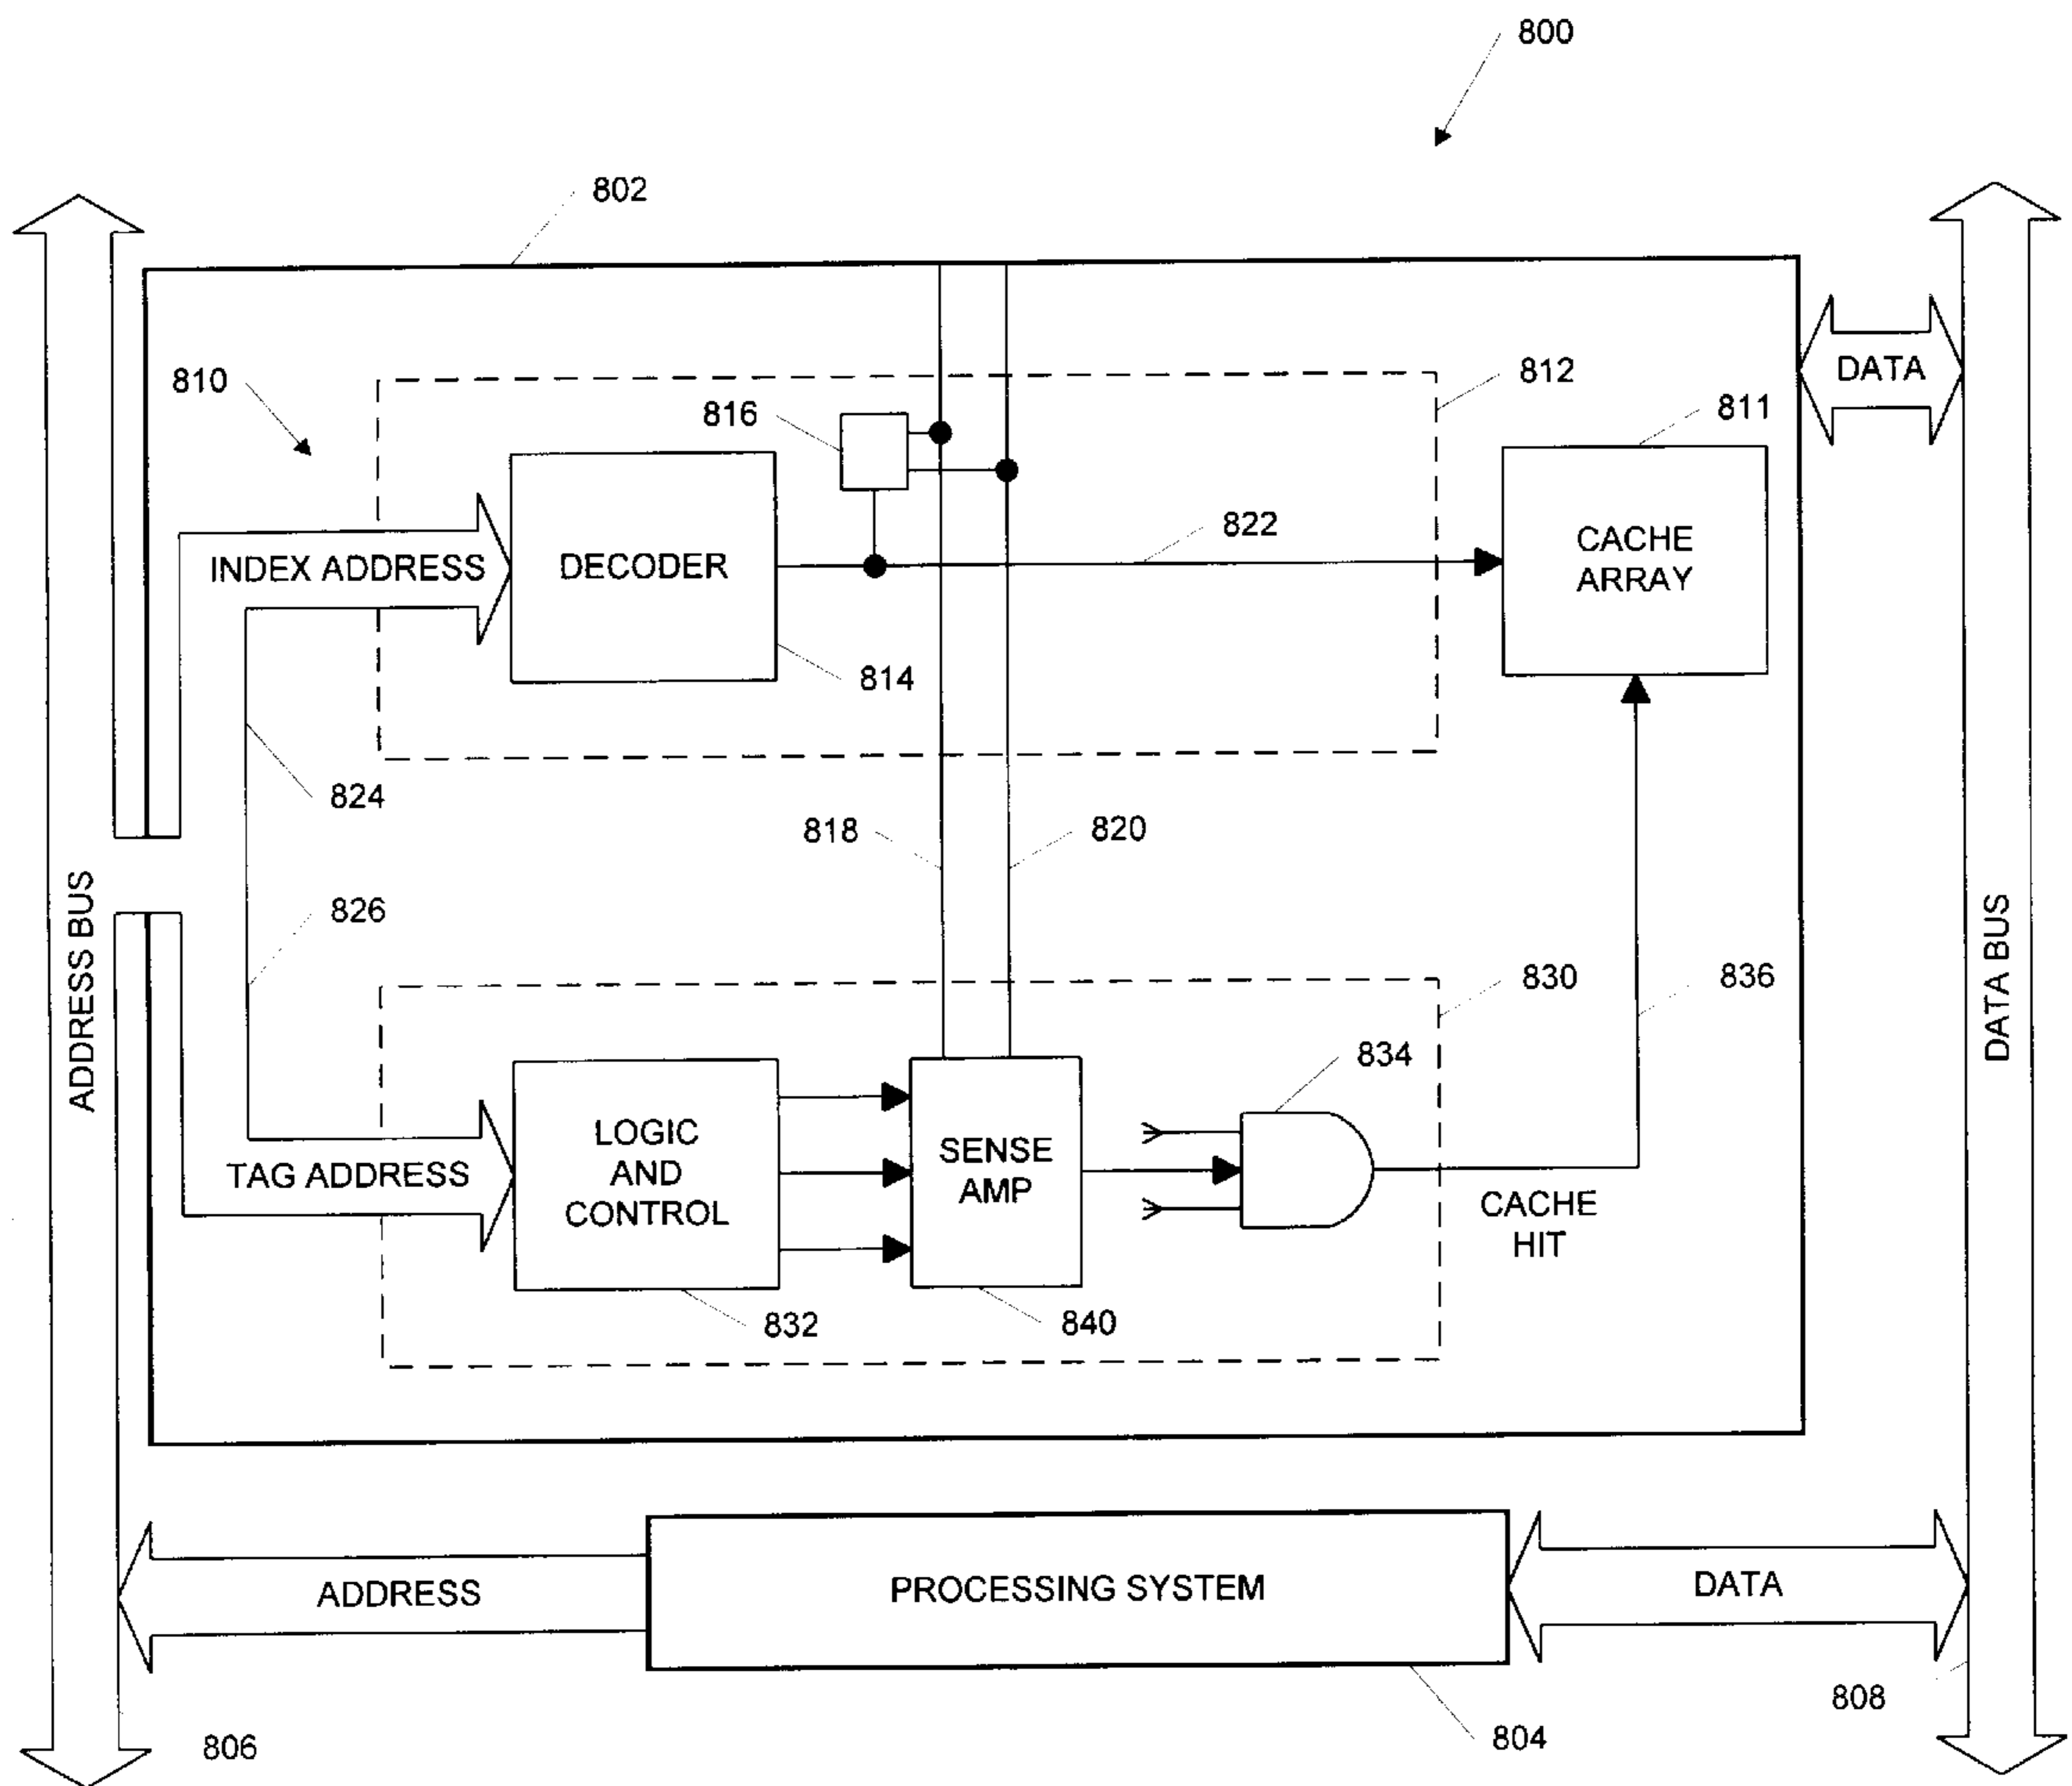 800
802
DATA
810
812
816
811
822
CACHE
ARRAY
INDEX ADDRESS
DECODER
814
824
818
820
826
ADDRESS BUS
DATA BUS
830
836
834
LOGIC
AND
CONTROL
SENSE
AMP
TAG ADDRESS
CACHE
HIT
832
840
ADDRESS
PROCESSING SYSTEM
DATA
808
804
806